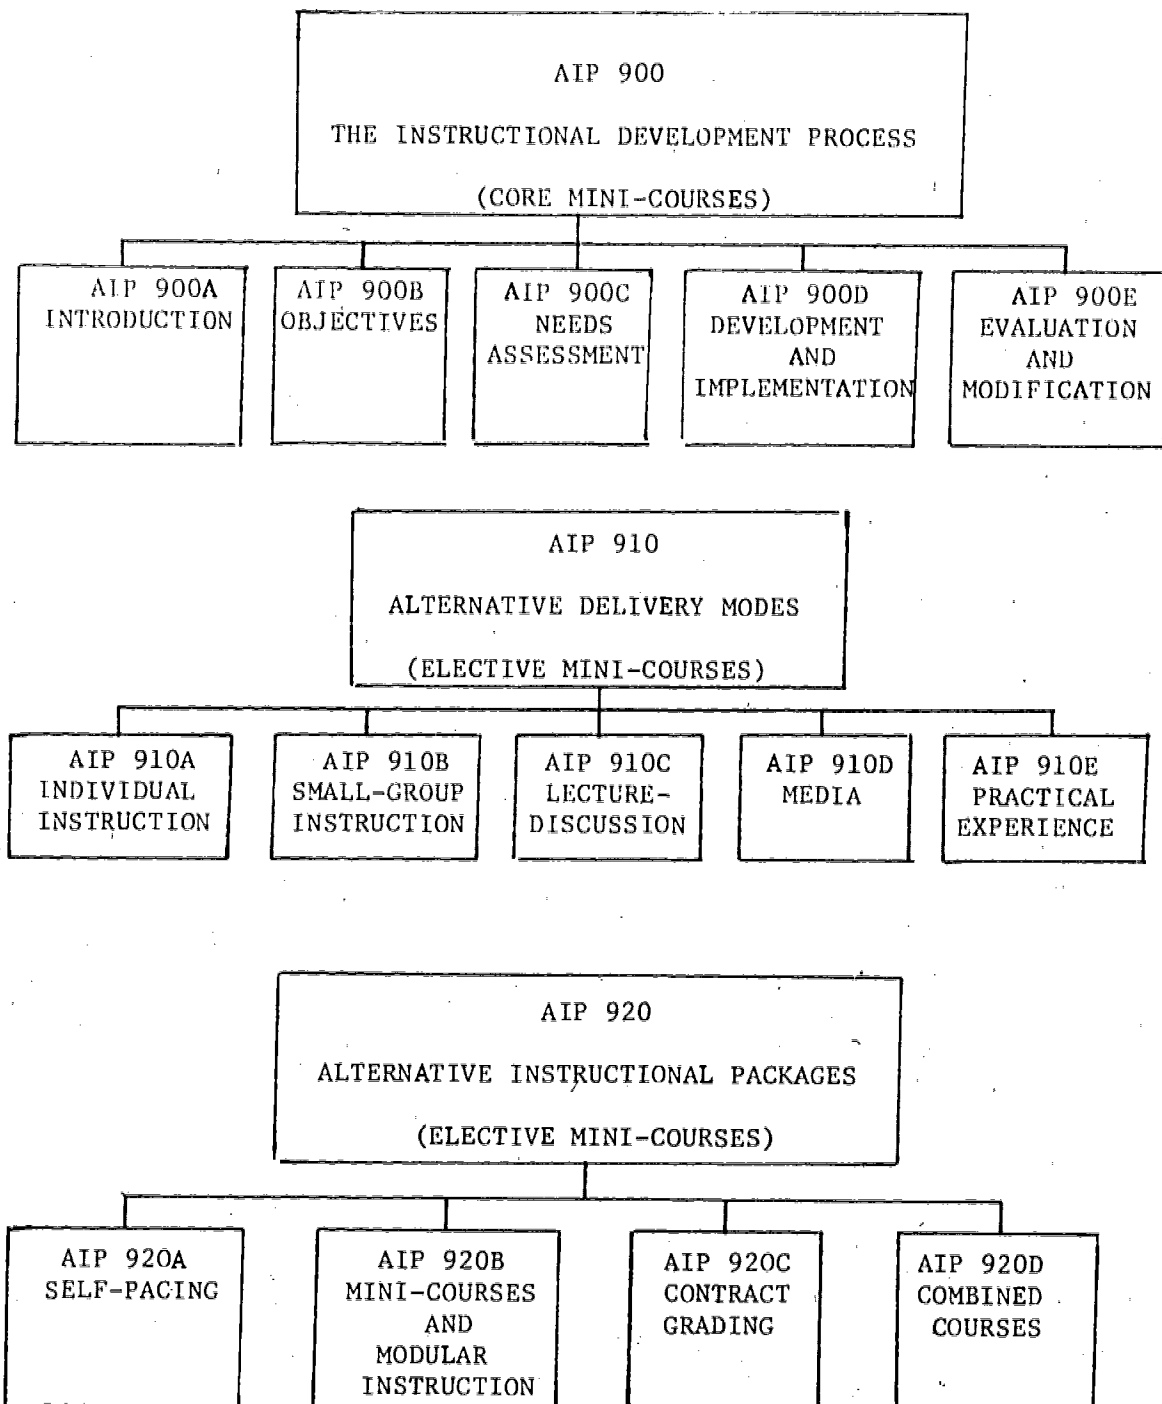 AIP 900
THE INSTRUCTIONAL DEVELOPMENT PROCESS
(CORE MINI-COURSES)
AIP 900A
INTRODUCTION
AIP 900B
OBJECTIVES
AIP 900C
NEEDS
ASSESSMENT
AIP 900D
DEVELOPMENT
AND
IMPLEMENTATION
AIP 900E
EVALUATION
AND
MODIFICATION
AIP 910
ALTERNATIVE DELIVERY MODES
(ELECTIVE MINI-COURSES)
AIP 910A
INDIVIDUAL
INSTRUCTION
AIP 910B
SMALL-GROUP
INSTRUCTION
AIP 910C
LECTURE-
DISCUSSION
AIP 910D
MEDIA
AIP 910E
PRACTICAL
EXPERIENCE
AIP 920
ALTERNATIVE INSTRUCTIONAL PACKAGES
(ELECTIVE MINI-COURSES)
AIP 920A
SELF-PACING
AIP 920B
MINI-COURSES
AND
MODULAR
INSTRUCTION
AIP 920C
CONTRACT
GRADING
AIP 920D
COMBINED
COURSES